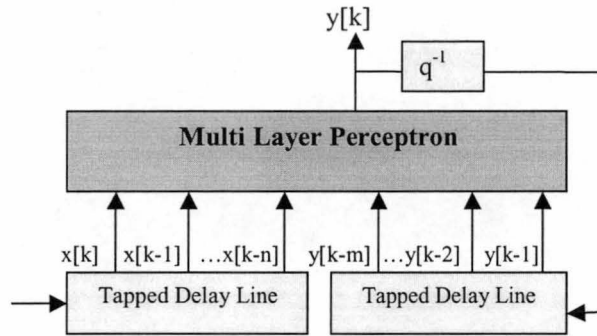 y[k]
q⁻¹
Multi Layer Perceptron
x[k] x[k-1] ...x[k-n] y[k-m] ...y[k-2] y[k-1]
Tapped Delay Line Tapped Delay Line